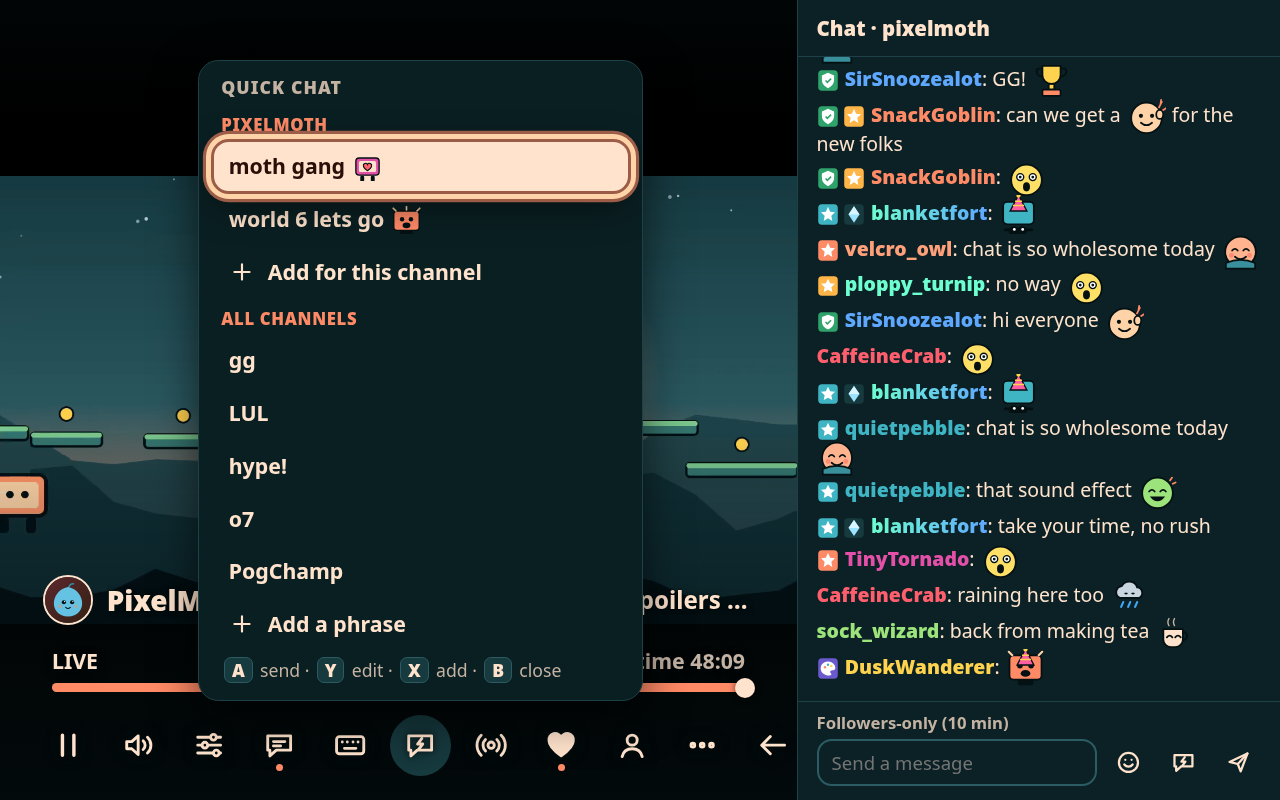 QUICK CHAT
PIXELMOTH
moth gang
world 6 lets go
Add for this channel
ALL CHANNELS
gg
LUL
hype!
o7
PogChamp
Add a phrase
A send · Y edit · X add · B close
PixelM
poilers ...
LIVE
ime 48:09
Chat · pixelmoth
SirSnoozealot: GG!
SnackGoblin: can we get a for the
new folks
SnackGoblin:
blanketfort:
velcro_owl: chat is so wholesome today
ploppy_turnip: no way
SirSnoozealot: hi everyone
CaffeineCrab:
blanketfort:
quietpebble: chat is so wholesome today
quietpebble: that sound effect
blanketfort: take your time, no rush
TinyTornado:
CaffeineCrab: raining here too
sock_wizard: back from making tea
DuskWanderer:
Followers-only (10 min)
Send a message